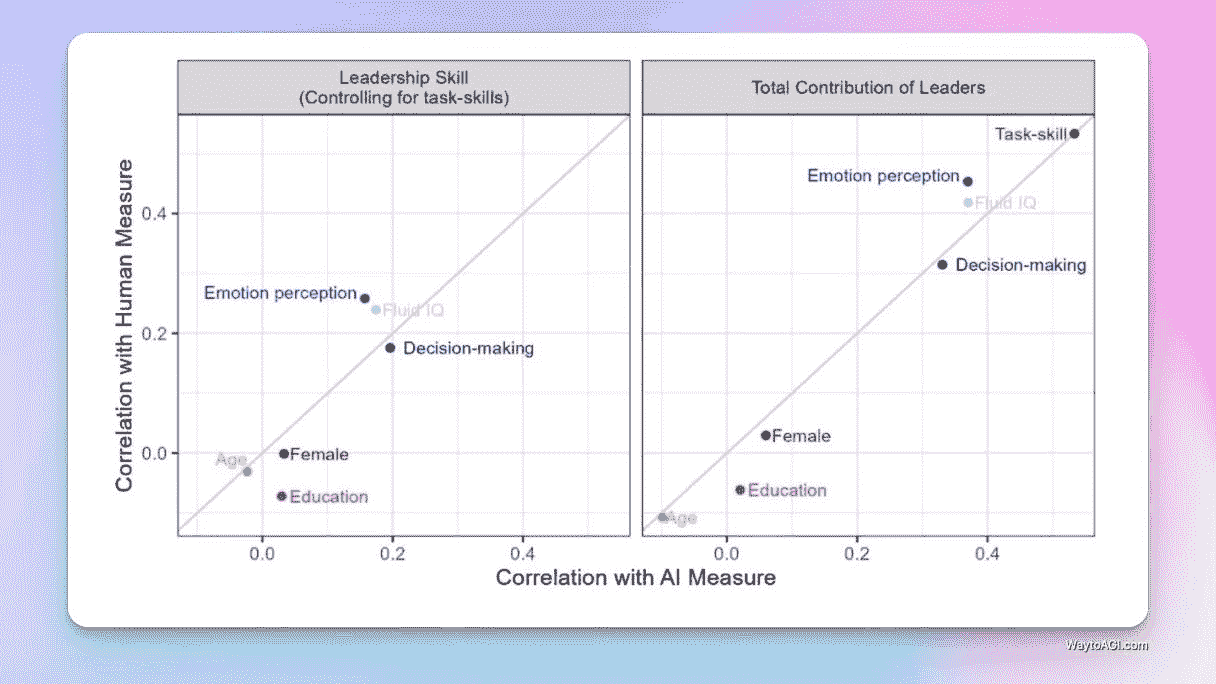 Leadership Skill
(Controlling for task-skills)
Total Contribution of Leaders
Correlation with Human Measure
0.4
0.2
0.0
Emotion perception
Fluid IQ
Decision-making
Age
Female
Education
Task-skill
Emotion perception
Fluid IQ
Decision-making
Female
Education
Age
0.0
0.2
0.4
0.0
0.2
0.4
Correlation with AI Measure
WaytoAGI.com